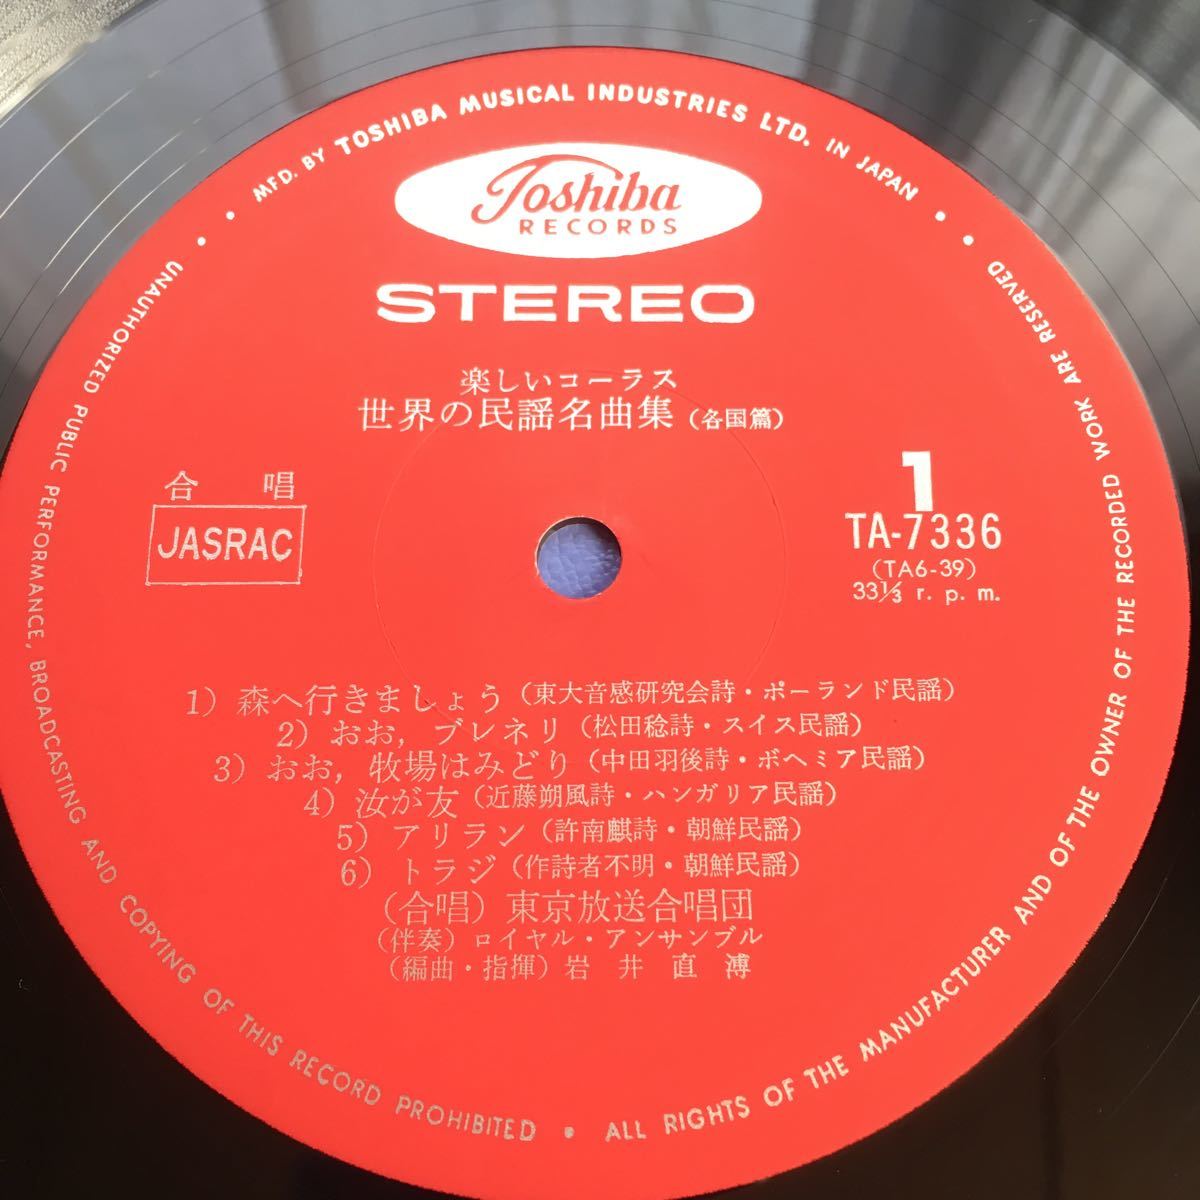 MFD. BY TOSHIBA MUSICAL INDUSTRIES LTD. IN JAPAN
Toshiba
RECORDS
STEREO
楽しいコーラス
世界の民謡名曲集（各国篇）
合唱
JASRAC
1
TA-7336
(TA6-39)
33⅓ r. p. m.
1）森へ行きましょう（東大音感研究会詩・ポーランド民謡）
2）おお，ブレネリ（松田稔詩・スイス民謡）
3）おお，牧場はみどり（中田羽後詩・ボヘミア民謡）
4）汝が友（近藤朔風詩・ハンガリア民謡）
5）アリラン（許南麒詩・朝鮮民謡）
6）トラジ（作詩者不明・朝鮮民謡）
（合唱）東京放送合唱団
（伴奏）ロイヤル・アンサンブル
（編曲・指揮）岩井直溥
UNAUTHORIZED PUBLIC PERFORMANCE, BROADCASTING AND COPYING OF THIS RECORD PROHIBITED • ALL RIGHTS OF THE MANUFACTURER AND OF THE OWNER OF THE RECORDED WORK ARE RESERVED